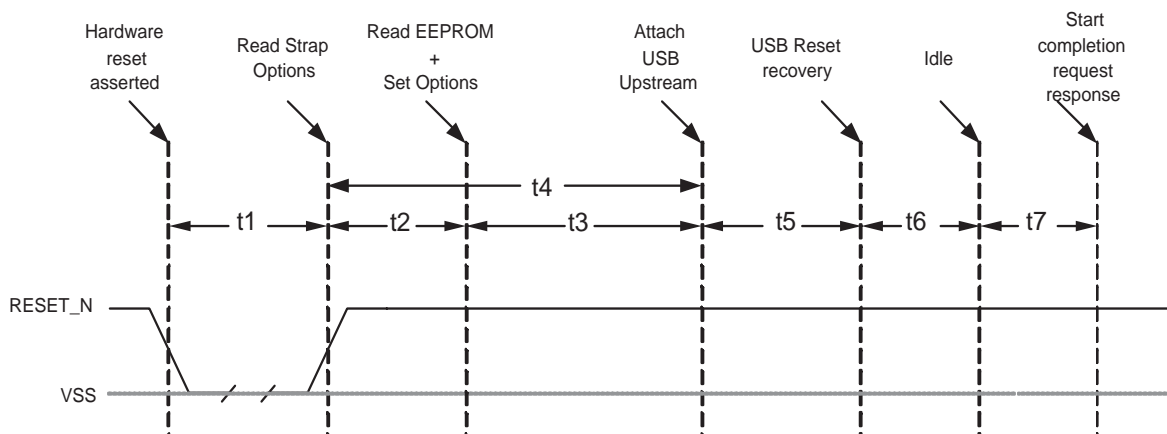 Hardware
reset
asserted
Read Strap
Options
Read EEPROM
+
Set Options
Attach
USB
Upstream
USB Reset
recovery
Idle
Start
completion
request
response
t4
t1
t2
t3
t5
t6
t7
RESET_N
VSS